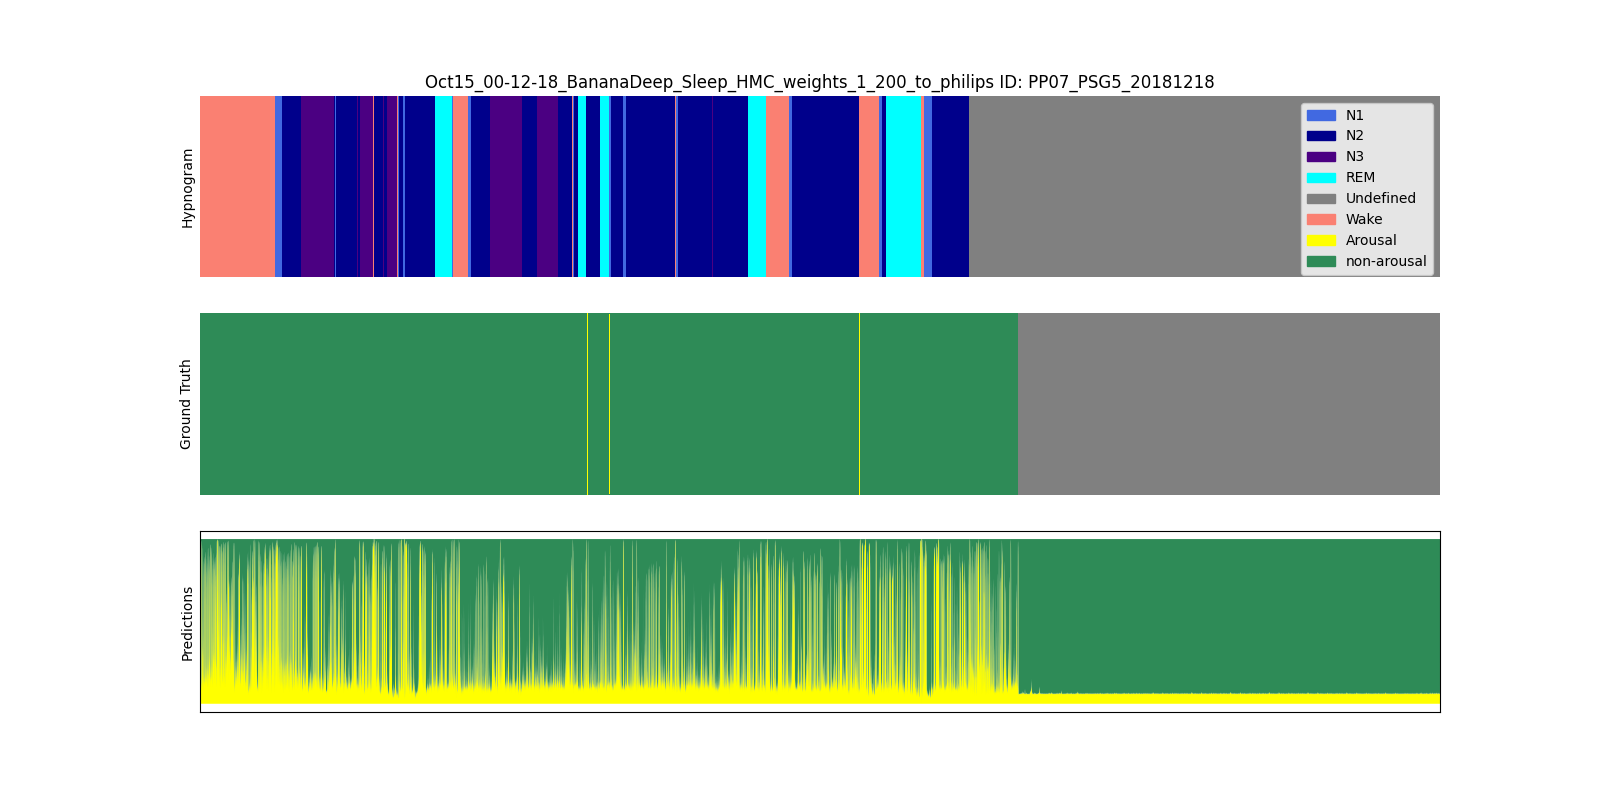 Oct15_00-12-18_BananaDeep_Sleep_HMC_weights_1_200_to_philips ID: PP07_PSG5_20181218
Hypnogram
N1
N2
N3
REM
Undefined
Wake
Arousal
non-arousal
Ground Truth
Predictions